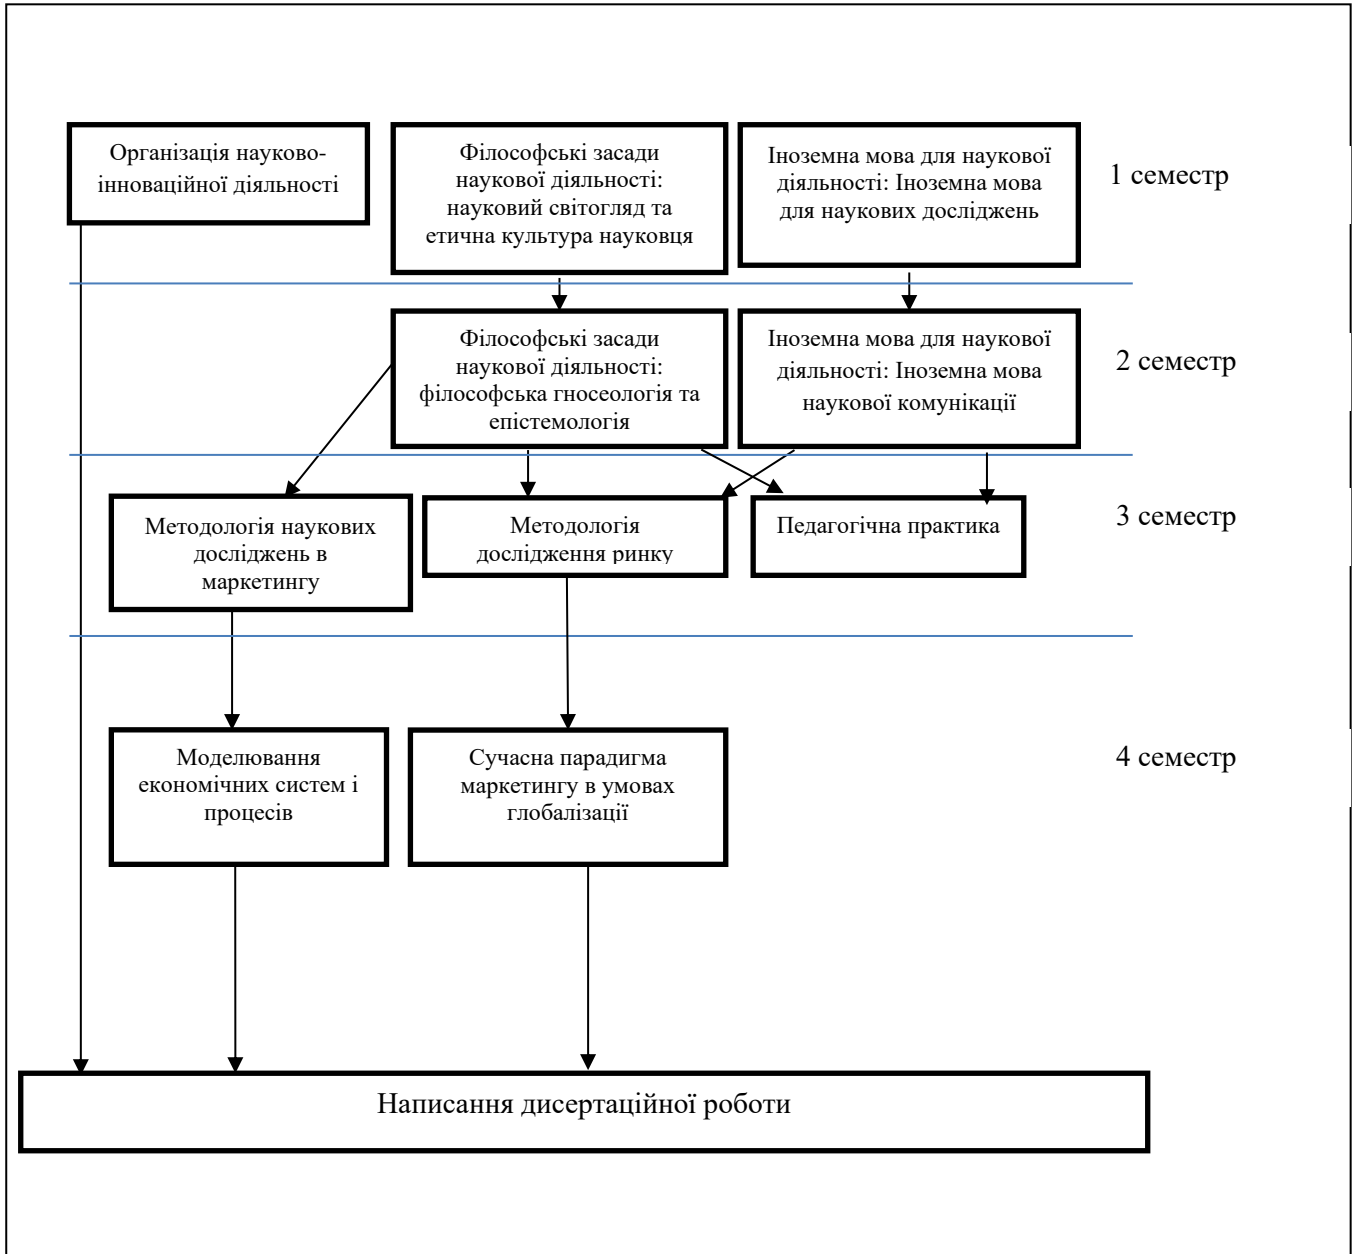 Організація науково-
інноваційної діяльності
Філософські засади
наукової діяльності:
науковий світогляд та
етична культура науковця
Іноземна мова для наукової
діяльності: Іноземна мова
для наукових досліджень
1 семестр
Філософські засади
наукової діяльності:
філософська гносеологія та
епістемологія
Іноземна мова для наукової
діяльності: Іноземна мова
наукової комунікації
2 семестр
Методологія наукових
досліджень в
маркетингу
Методологія
дослідження ринку
Педагогічна практика
3 семестр
Моделювання
економічних систем і
процесів
Сучасна парадигма
маркетингу в умовах
глобалізації
4 семестр
Написання дисертаційної роботи